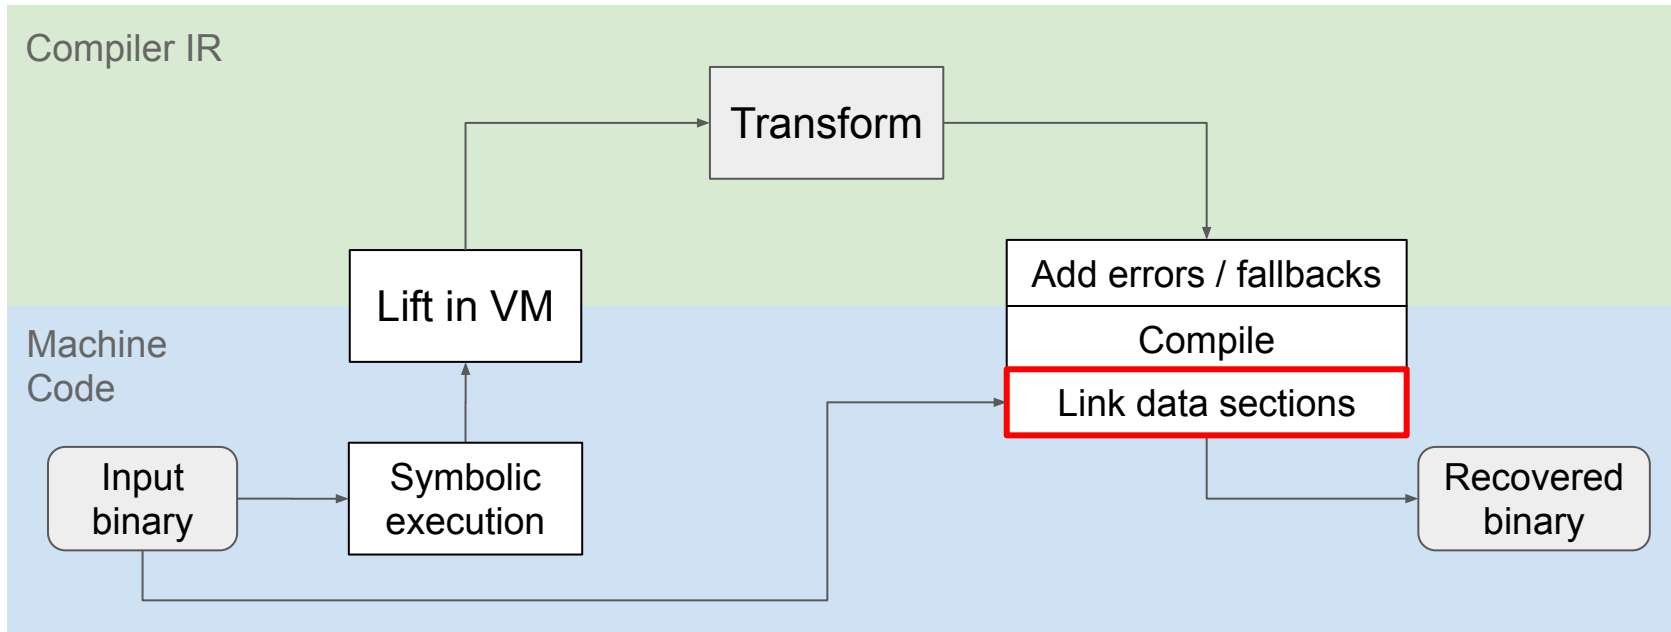 Compiler IR
Transform
Add errors / fallbacks
Lift in VM
Compile
Machine
Code
Link data sections
Input
binary
Symbolic
execution
Recovered
binary